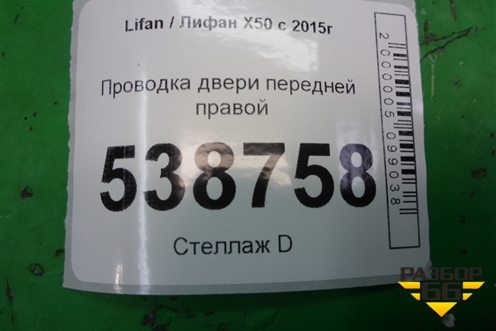 Lifan / Лифан X50 с 2015г
Проводка двери передней
правой
538758
Стеллаж D
2000005099038
РАЗБОР
66